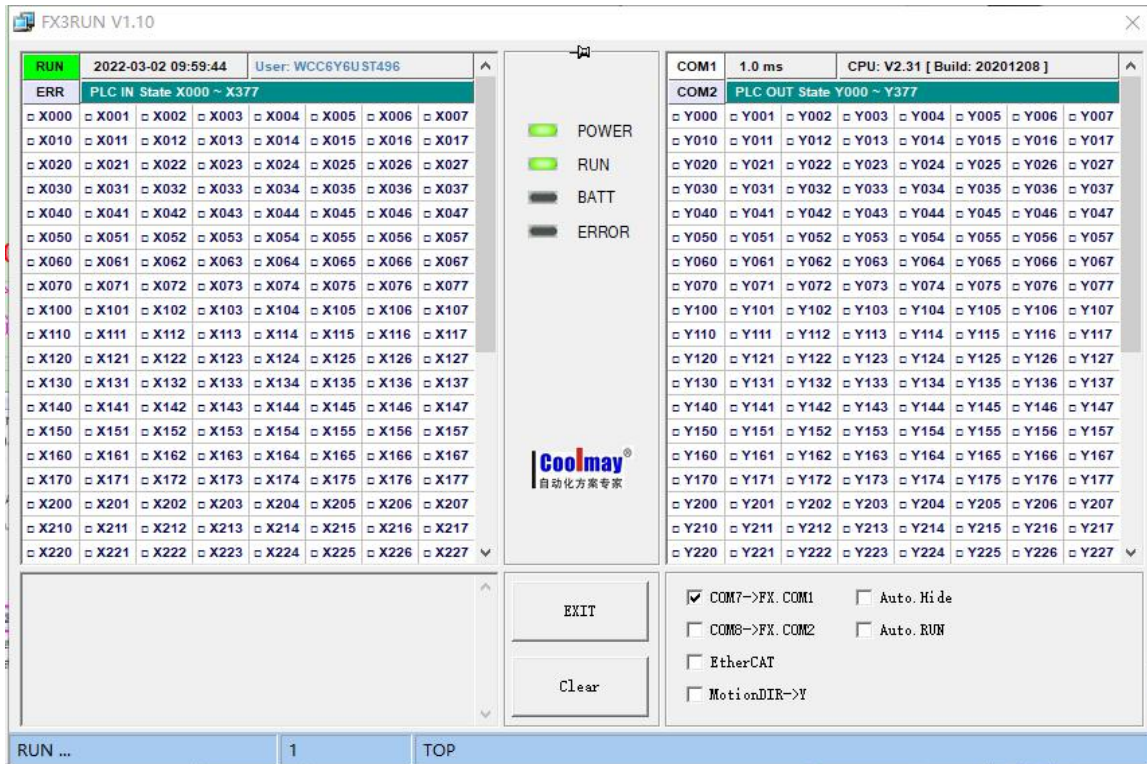 FX3RUN V1.10
RUN 2022-03-02 09:59:44 User: WCC6Y6UST496
ERR PLC IN State X000 ~ X377
X000 X001 X002 X003 X004 X005 X006 X007
X010 X011 X012 X013 X014 X015 X016 X017
X020 X021 X022 X023 X024 X025 X026 X027
X030 X031 X032 X033 X034 X035 X036 X037
X040 X041 X042 X043 X044 X045 X046 X047
X050 X051 X052 X053 X054 X055 X056 X057
X060 X061 X062 X063 X064 X065 X066 X067
X070 X071 X072 X073 X074 X075 X076 X077
X100 X101 X102 X103 X104 X105 X106 X107
X110 X111 X112 X113 X114 X115 X116 X117
X120 X121 X122 X123 X124 X125 X126 X127
X130 X131 X132 X133 X134 X135 X136 X137
X140 X141 X142 X143 X144 X145 X146 X147
X150 X151 X152 X153 X154 X155 X156 X157
X160 X161 X162 X163 X164 X165 X166 X167
X170 X171 X172 X173 X174 X175 X176 X177
X200 X201 X202 X203 X204 X205 X206 X207
X210 X211 X212 X213 X214 X215 X216 X217
X220 X221 X222 X223 X224 X225 X226 X227
POWER
RUN
BATT
ERROR
Coolmay®
自动化方案专家
COM1 1.0 ms CPU: V2.31 [ Build: 20201208 ]
COM2 PLC OUT State Y000 ~ Y377
Y000 Y001 Y002 Y003 Y004 Y005 Y006 Y007
Y010 Y011 Y012 Y013 Y014 Y015 Y016 Y017
Y020 Y021 Y022 Y023 Y024 Y025 Y026 Y027
Y030 Y031 Y032 Y033 Y034 Y035 Y036 Y037
Y040 Y041 Y042 Y043 Y044 Y045 Y046 Y047
Y050 Y051 Y052 Y053 Y054 Y055 Y056 Y057
Y060 Y061 Y062 Y063 Y064 Y065 Y066 Y067
Y070 Y071 Y072 Y073 Y074 Y075 Y076 Y077
Y100 Y101 Y102 Y103 Y104 Y105 Y106 Y107
Y110 Y111 Y112 Y113 Y114 Y115 Y116 Y117
Y120 Y121 Y122 Y123 Y124 Y125 Y126 Y127
Y130 Y131 Y132 Y133 Y134 Y135 Y136 Y137
Y140 Y141 Y142 Y143 Y144 Y145 Y146 Y147
Y150 Y151 Y152 Y153 Y154 Y155 Y156 Y157
Y160 Y161 Y162 Y163 Y164 Y165 Y166 Y167
Y170 Y171 Y172 Y173 Y174 Y175 Y176 Y177
Y200 Y201 Y202 Y203 Y204 Y205 Y206 Y207
Y210 Y211 Y212 Y213 Y214 Y215 Y216 Y217
Y220 Y221 Y222 Y223 Y224 Y225 Y226 Y227
EXIT
Clear
COM7->FX.COM1 Auto.Hide
COM8->FX.COM2 Auto.RUN
EtherCAT
MotionDIR->Y
RUN ... 1 TOP